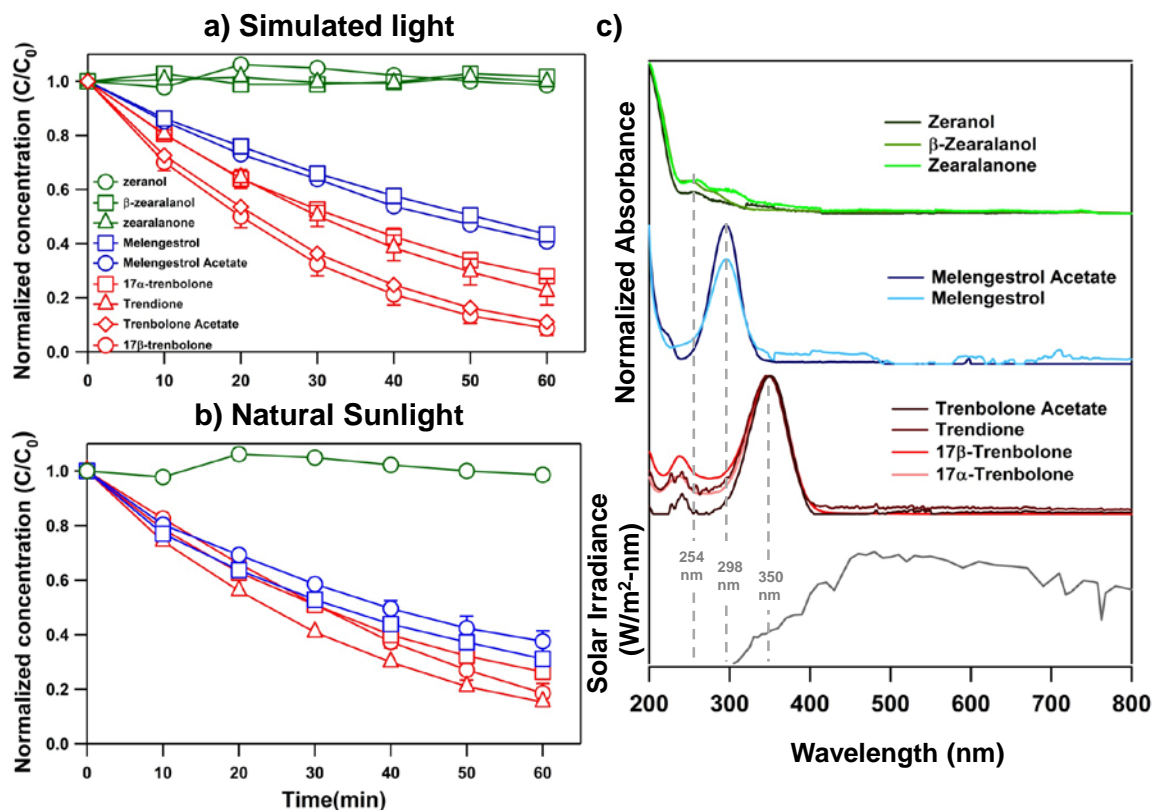 a) Simulated light
Normalized concentration (C/C0)
1.0
0.8
0.6
0.4
0.2
0.0
zeranol
β-zearalanol
zearalanone
Melengestrol
Melengestrol Acetate
17α-trenbolone
Trendione
Trenbolone Acetate
17β-trenbolone
0 10 20 30 40 50 60
b) Natural Sunlight
Normalized concentration (C/C0)
1.0
0.8
0.6
0.4
0.2
0.0
0 10 20 30 40 50 60
Time(min)
c)
Normalized Absorbance
Zeranol
β-Zearalanol
Zearalanone
Melengestrol Acetate
Melengestrol
Trenbolone Acetate
Trendione
17β-Trenbolone
17α-Trenbolone
Solar Irradiance
(W/m²-nm)
254
nm
298
nm
350
nm
200 300 400 500 600 700 800
Wavelength (nm)